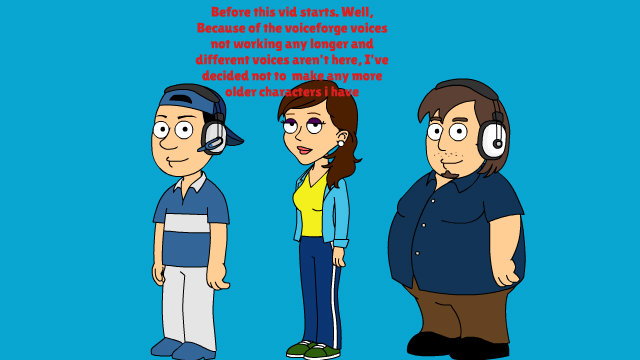 Before this vid starts. Well,
Because of the voiceforge voices
not working any longer and
different voices aren't here, I've
decided not to make any more
older characters i have